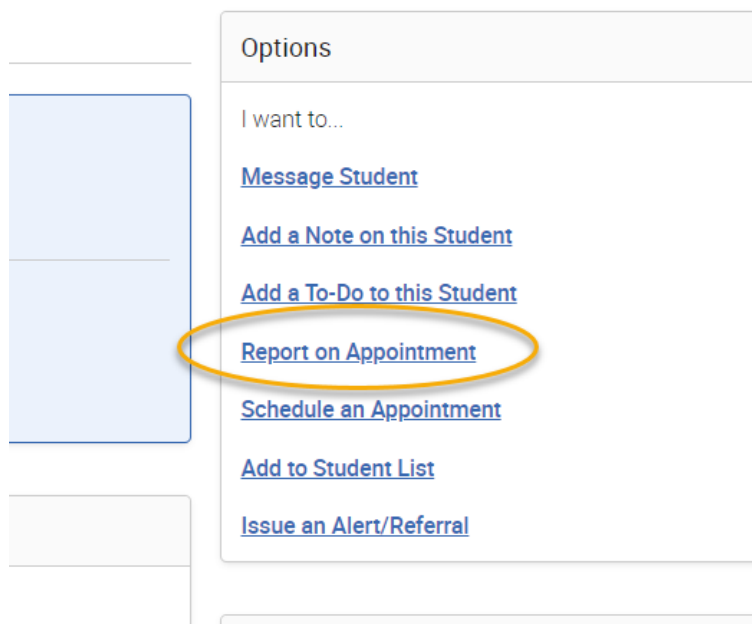 Options
I want to...
Message Student
Add a Note on this Student
Add a To-Do to this Student
Report on Appointment
Schedule an Appointment
Add to Student List
Issue an Alert/Referral